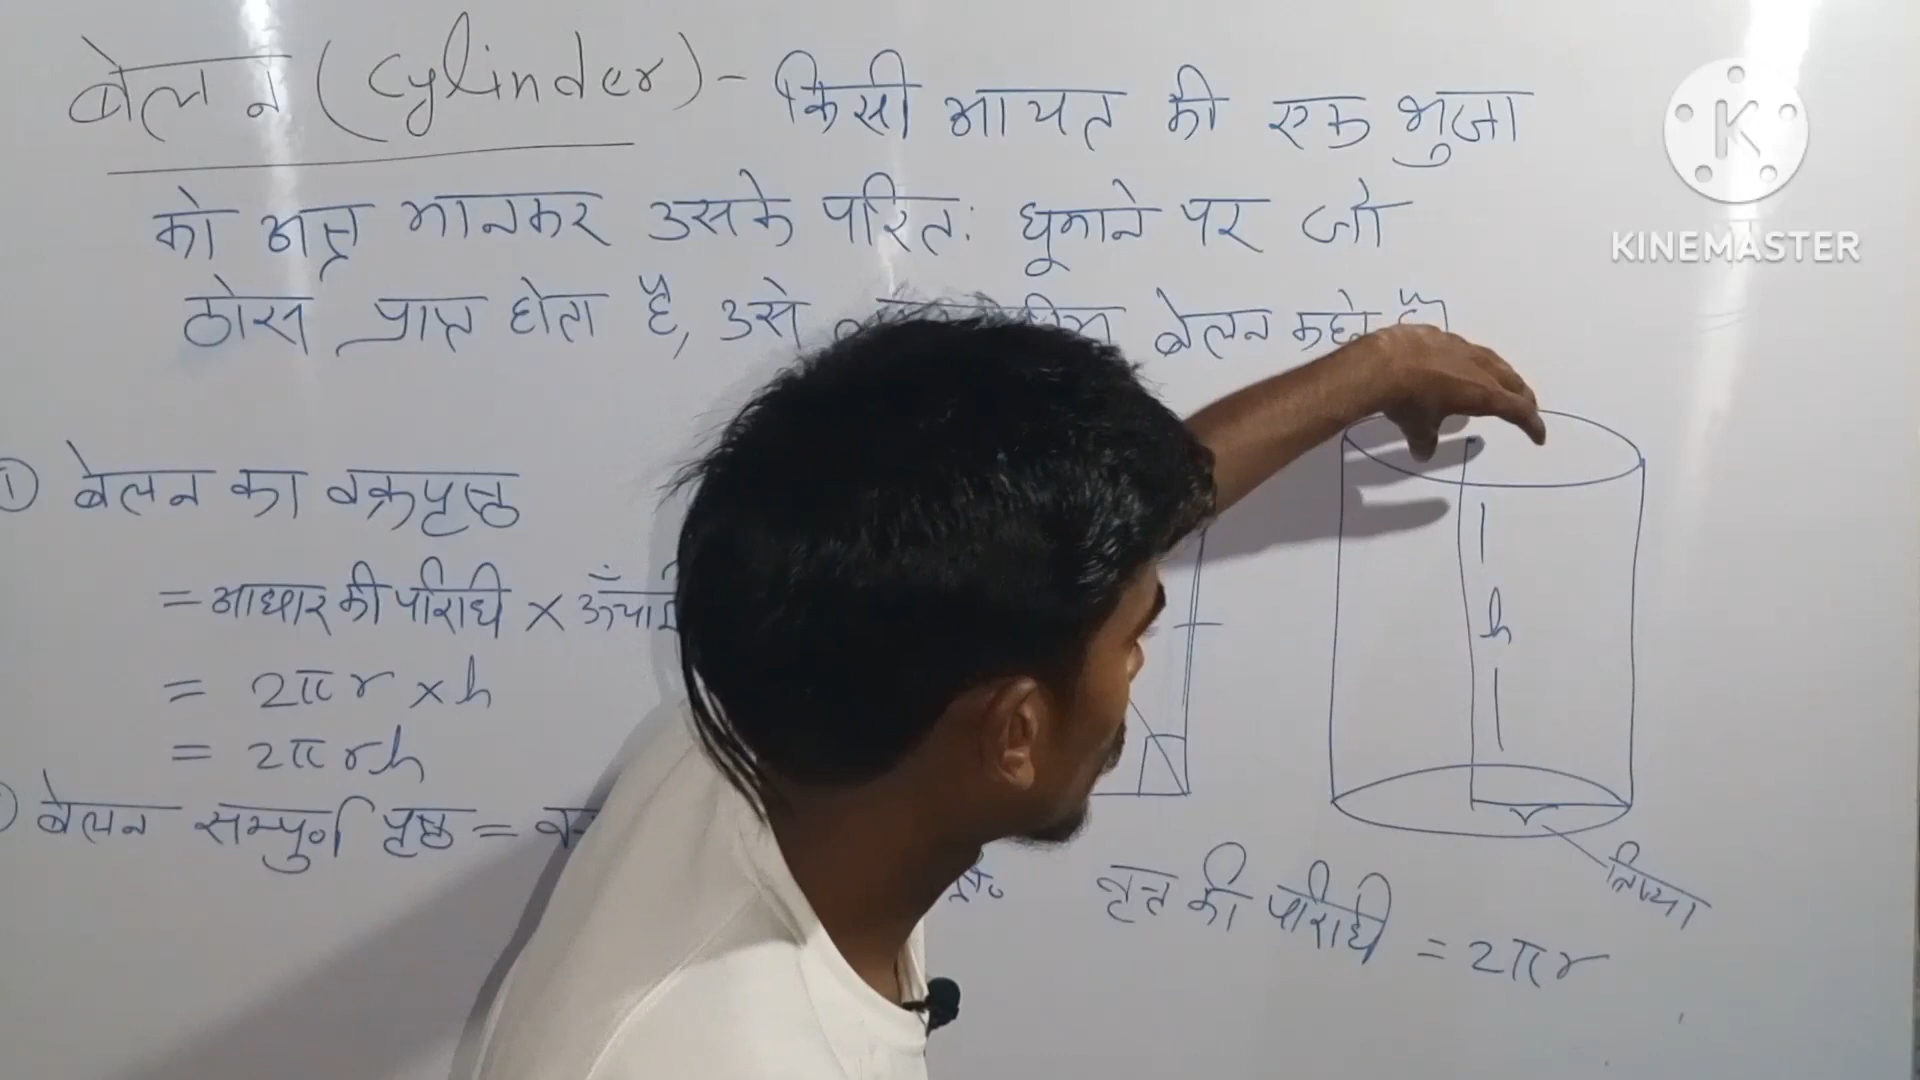 बेलन (Cylinder) - किसी आयत की एक भुजा
को अक्ष मानकर उसके परितः घूमाने पर जो
ठोस प्राप्त होता है, उसे बेलन कहते हैं
① बेलन का वक्रपृष्ठ
= आधार की परिधि × ऊँचाई
= 2πr × h
= 2πrh
बेलन सम्पुर्ण पृष्ठ =
वृत्त की परिधि = 2πr
h
r
त्रिज्या
K
KINEMASTER